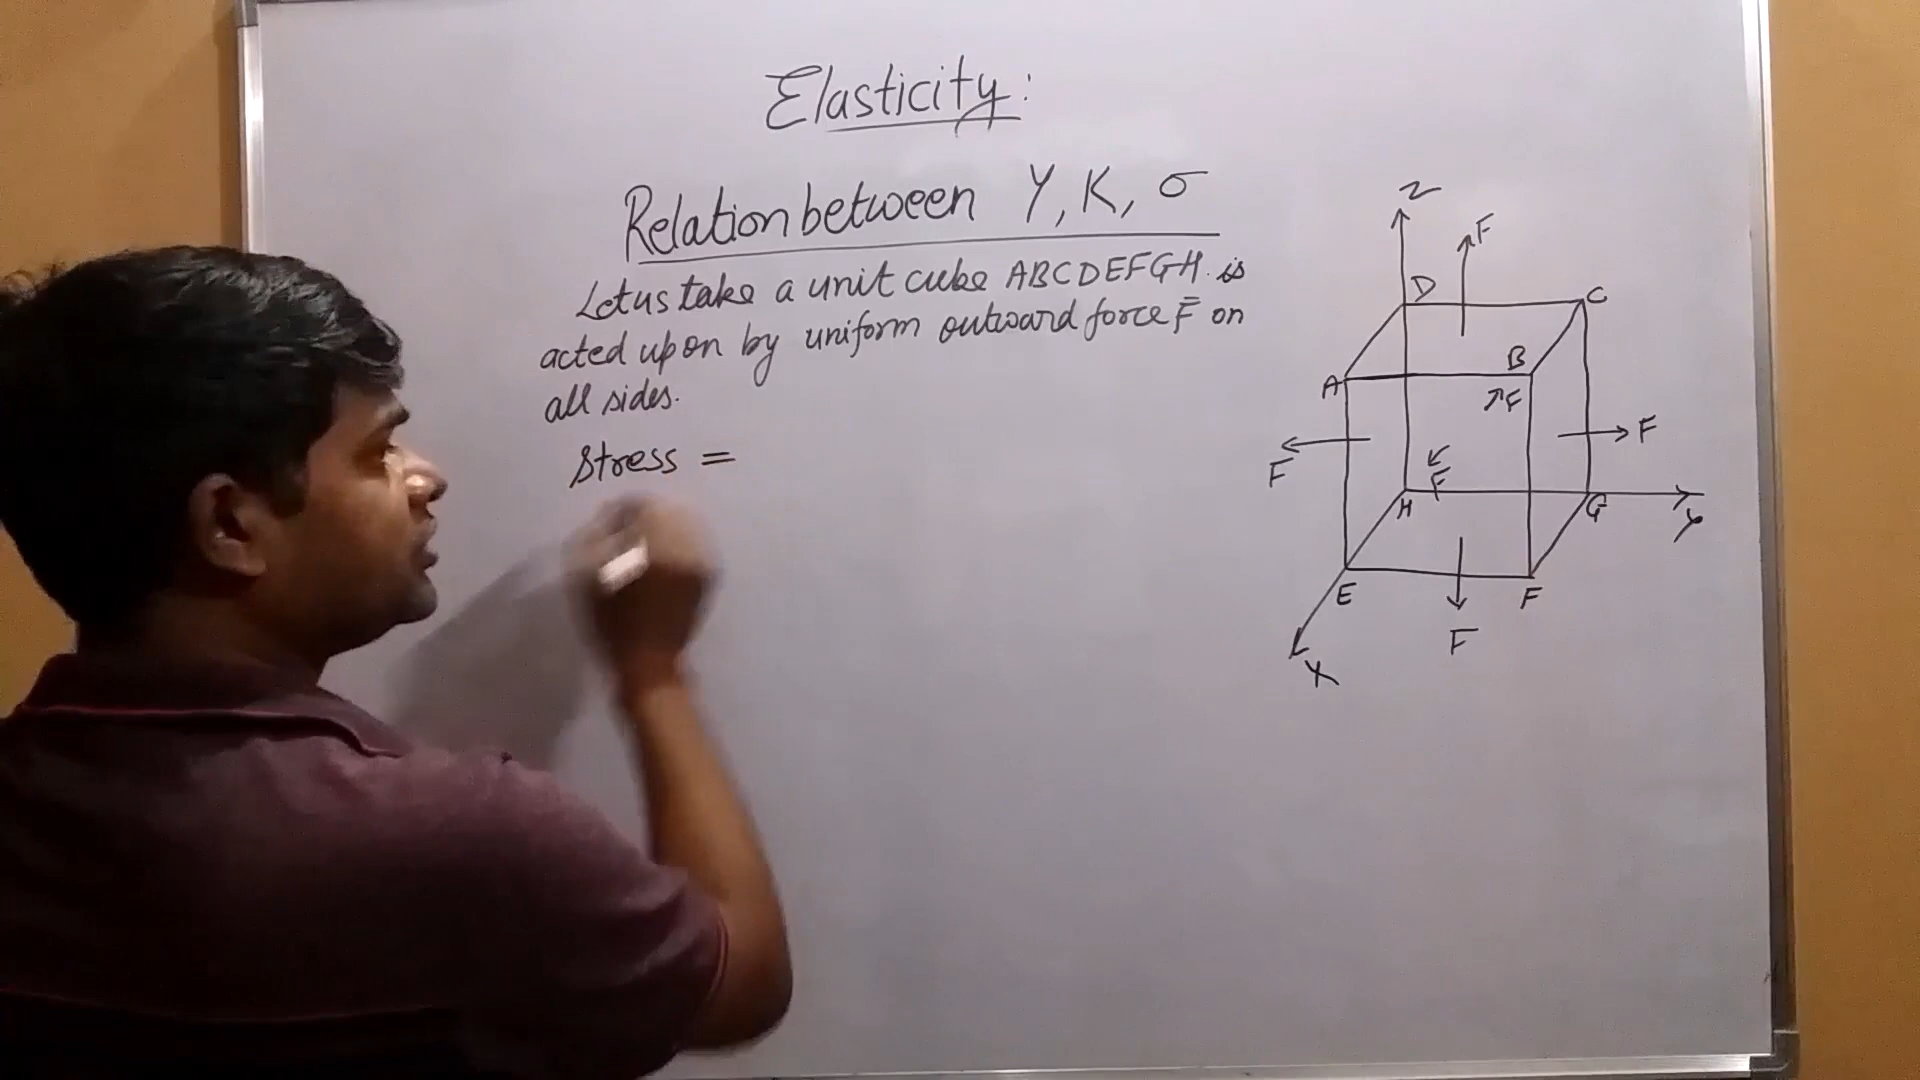 Elasticity:
Relation between Y, K, σ
Let us take a unit cube ABCDEFGH. is
acted upon by uniform outward force F̄ on
all sides.
Stress =
Z
F
D
C
B
A
F
F
F
F
H
G
Y
E
F
F
X